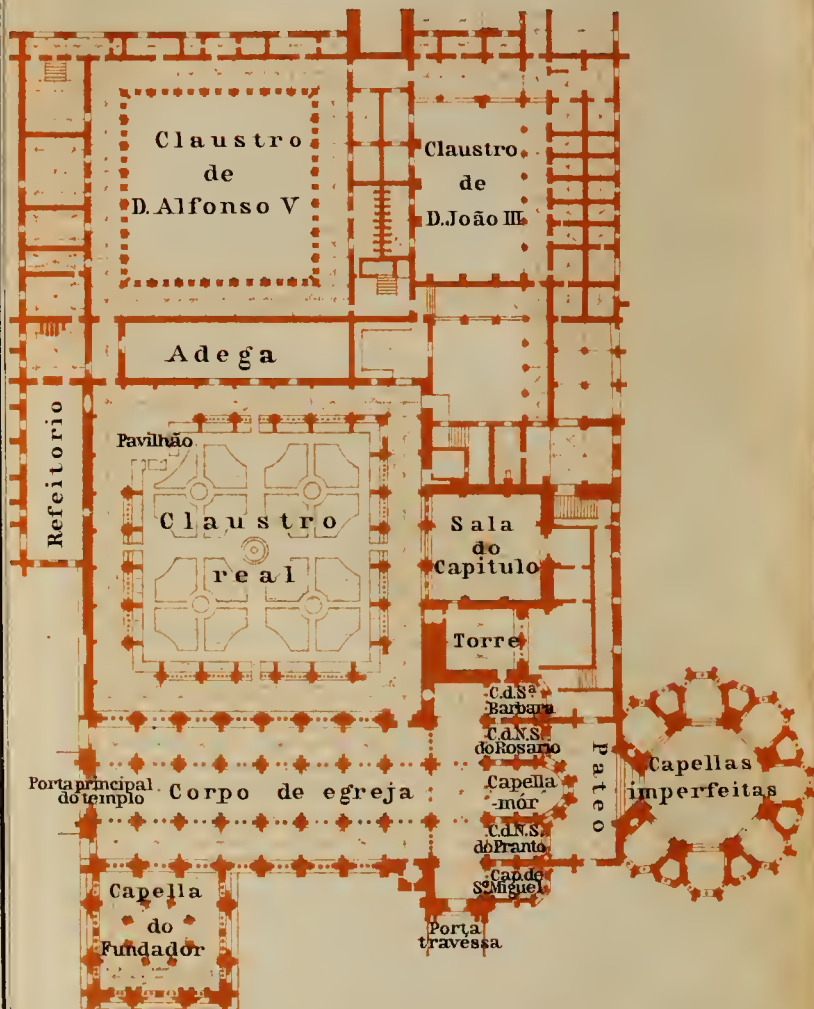 Claustro
de
D. Alfonso V
Claustro
de
D. João III
Adega
Refeitorio
Pavilhão
Claustro
real
Sala
do
Capitulo
Torre
C.d.Sª
Barbara
C.d.N.S.
do Rosario
Porta principal
do templo
Corpo de egreja
Capella
-mór
Pateo
Capellas
imperfeitas
C.d.N.S.
do Pranto
Cap. de
S. Miguel
Capella
do
Fundador
Porta
travessa